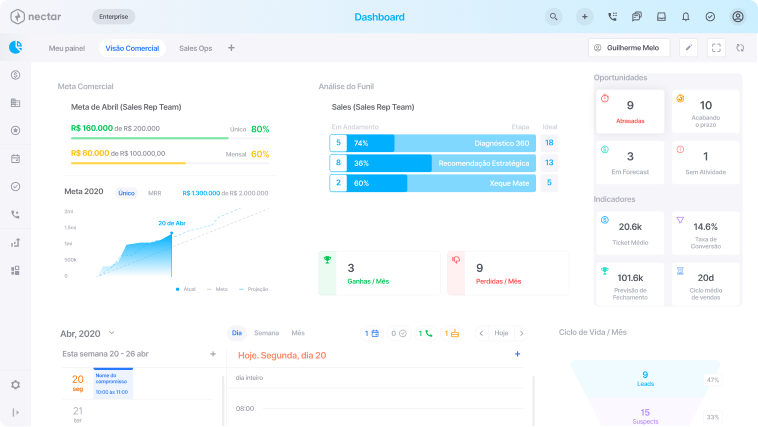 nectar
Enterprise
Dashboard
Meu painel
Visão Comercial
Sales Ops
Guilherme Melo
Meta Comercial
Meta de Abril (Sales Rep Team)
R$ 160.000 de R$ 200.000
Único 80%
R$ 60.000 de R$ 100.000,00
Mensal 60%
Meta 2020
Único
MRR
R$ 1.300.000 de R$ 2.000.000
2mi
1,5mi
1mi
500k
0
20 de Abr
Atual
Meta
Projeção
Análise do Funil
Sales (Sales Rep Team)
Em Andamento
Etapa
Ideal
5 74% Diagnóstico 360 18
8 36% Recomendação Estratégica 13
2 60% Xeque Mate 5
3
Ganhas / Mês
9
Perdidas / Mês
Oportunidades
9
Atrasadas
10
Acabando
o prazo
3
Em Forecast
1
Sem Atividade
Indicadores
20.6k
Ticket Médio
14.6%
Taxa de
Conversão
101.6k
Previsão de
Fechamento
20d
Ciclo médio
de vendas
Abr, 2020
Dia
Semana
Mês
1
0
1
1
Hoje
Esta semana 20 - 26 abr
Hoje. Segunda, dia 20
20
seg
Nome do
compromisso
10:00 às 11:00
21
ter
dia inteiro
08:00
Ciclo de Vida / Mês
9
Leads
47%
15
Suspects
33%